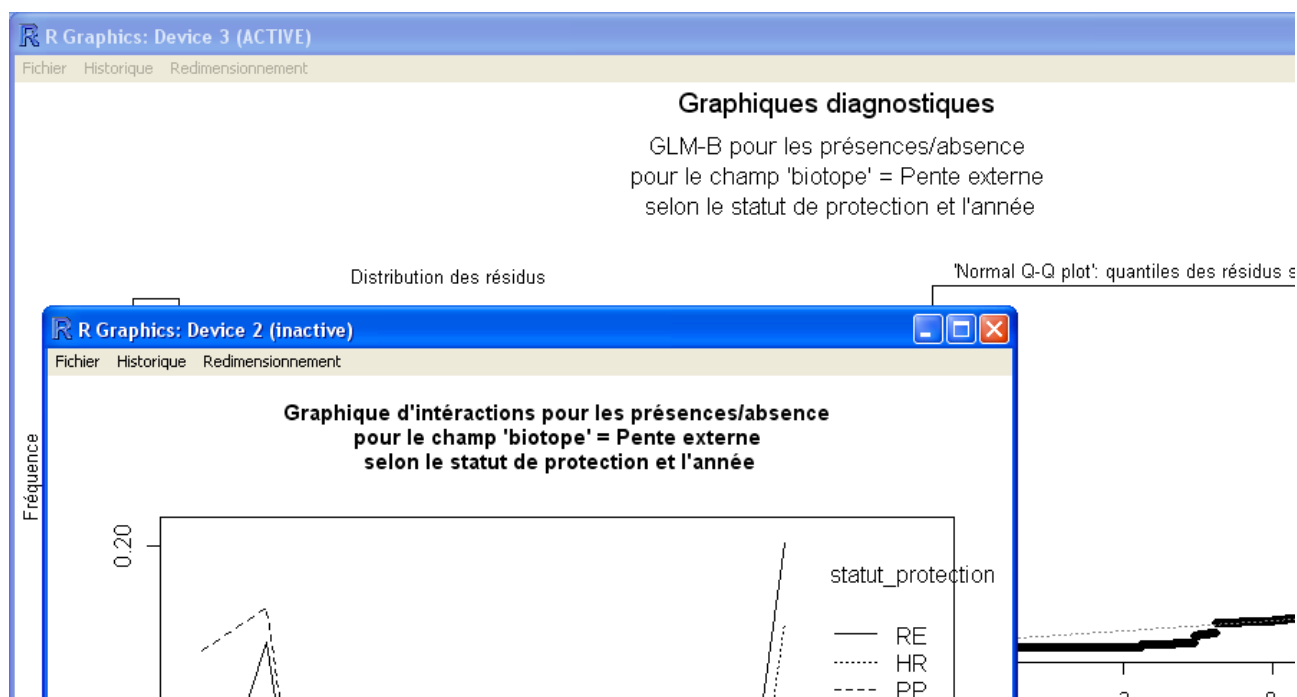 R Graphics: Device 3 (ACTIVE)
Fichier Historique Redimensionnement
Graphiques diagnostiques
GLM-B pour les présences/absence
pour le champ 'biotope' = Pente externe
selon le statut de protection et l'année
Distribution des résidus
'Normal Q-Q plot': quantiles des résidus s
Fréquence
R Graphics: Device 2 (inactive)
Fichier Historique Redimensionnement
Graphique d'intéractions pour les présences/absence
pour le champ 'biotope' = Pente externe
selon le statut de protection et l'année
0.20
statut_protection
RE
HR
PP